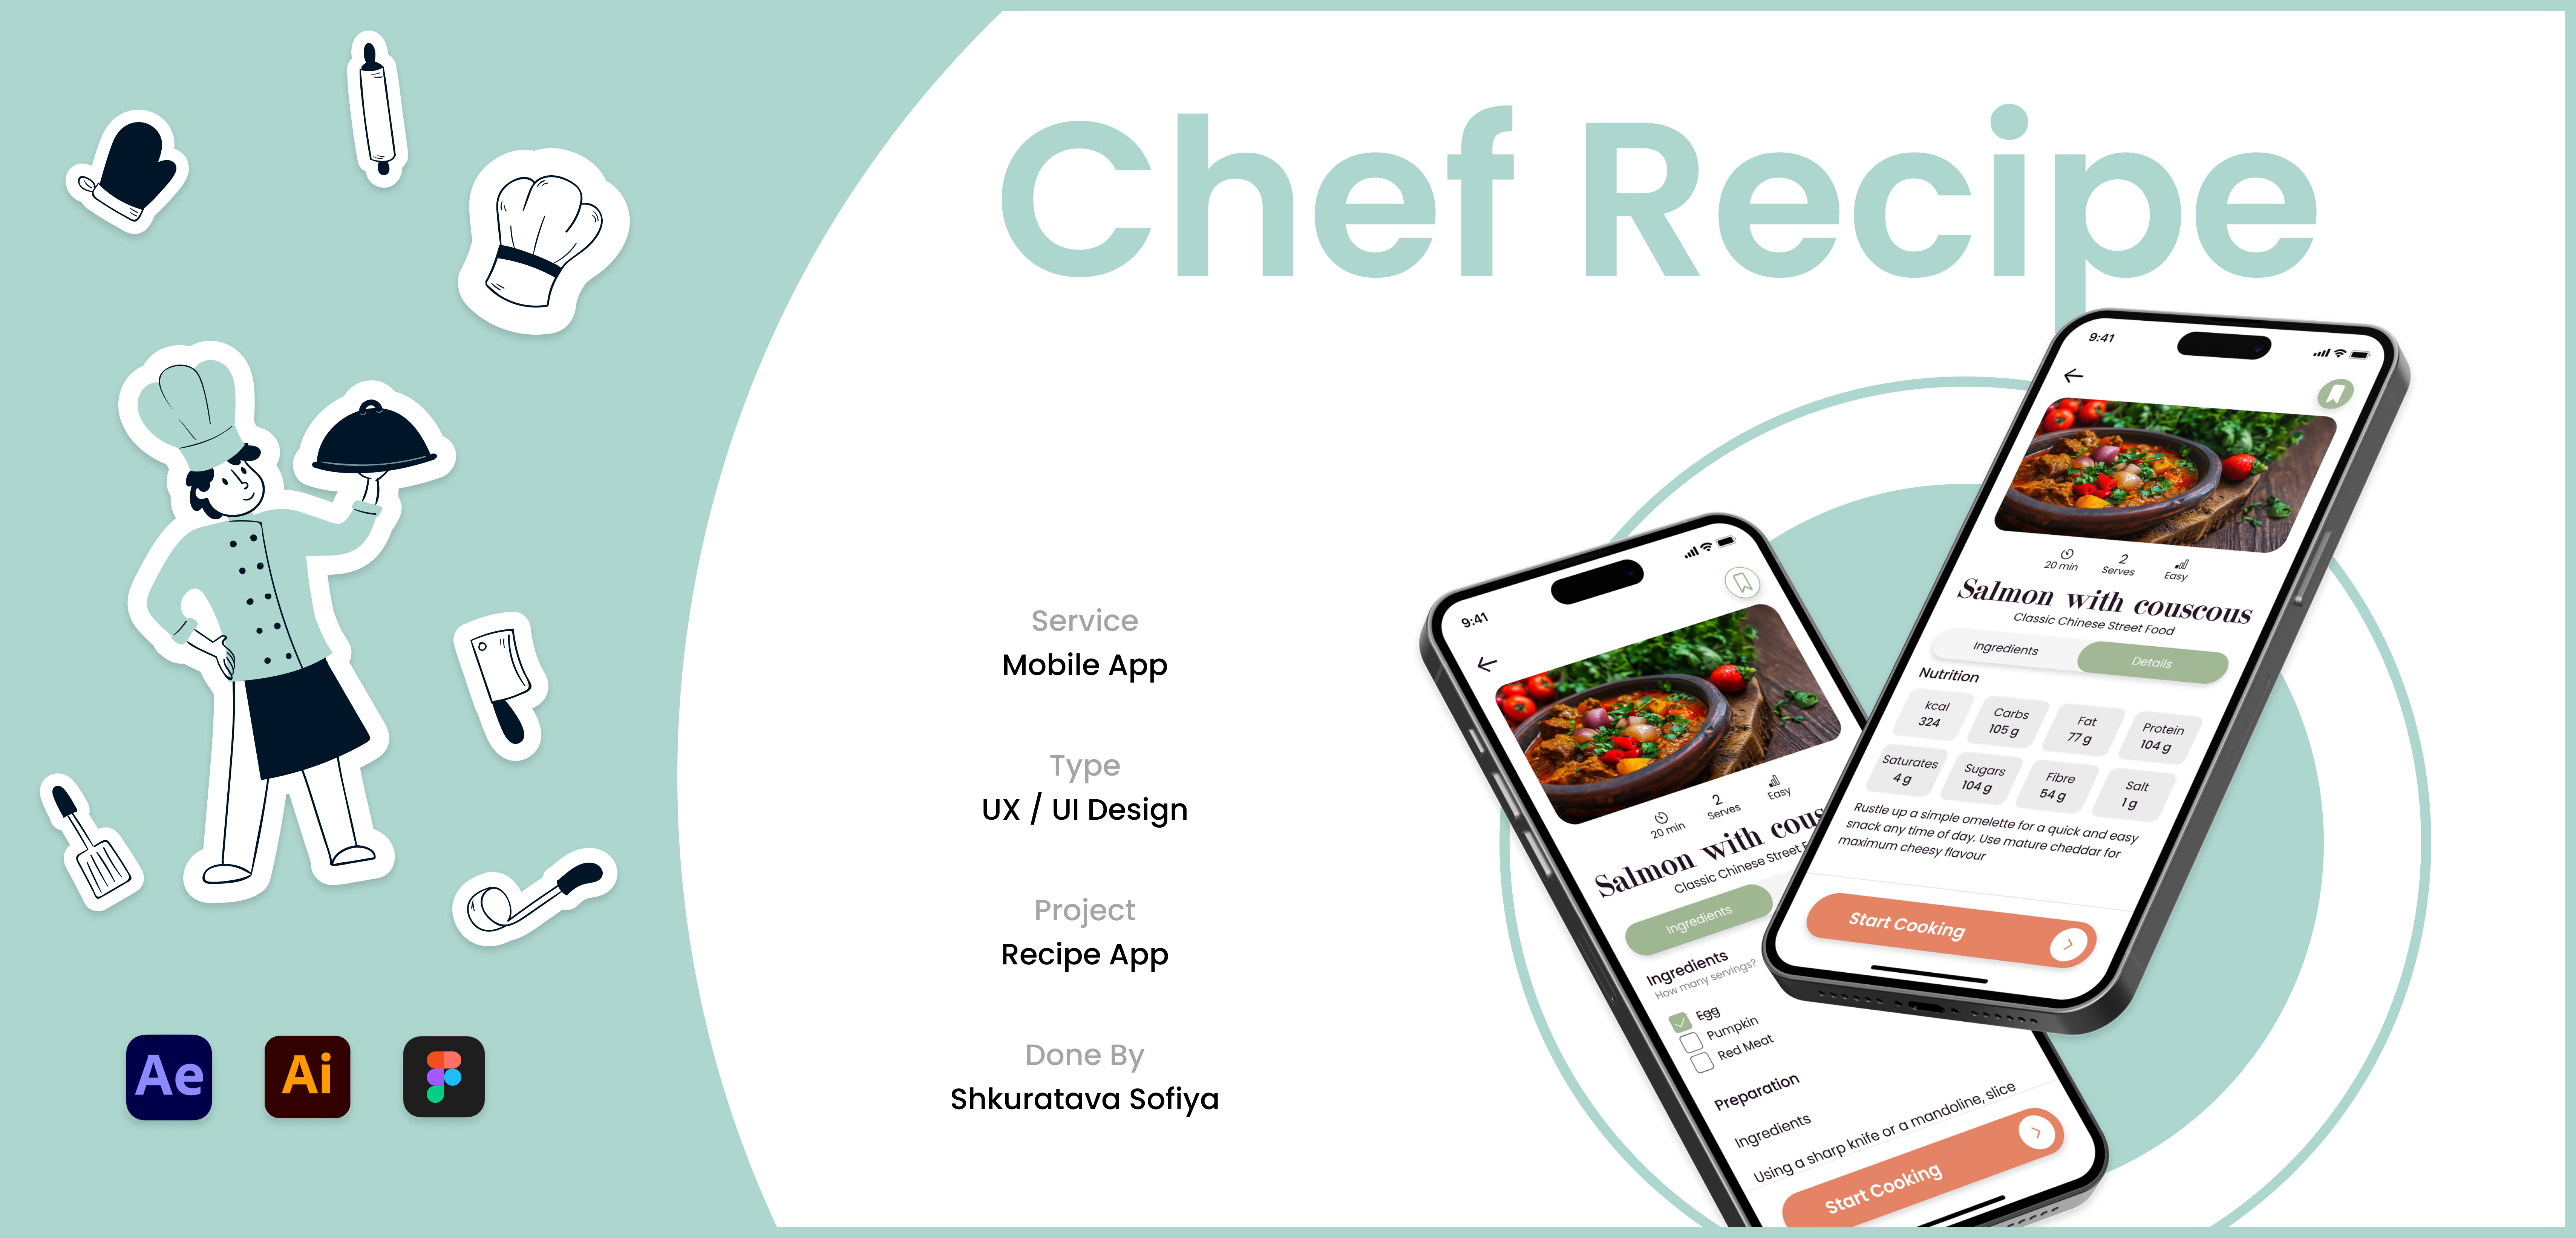 Chef Recipe
Service
Mobile App
Type
UX / UI Design
Project
Recipe App
Done By
Shkuratava Sofiya
Ae
Ai
9:41
20 min
2
Serves
Easy
Salmon with cous
Classic Chinese Street F
Ingredients
Ingredients
How many servings?
Egg
Pumpkin
Red Meat
Preparation
Ingredients
Using a sharp knife or a mandoline, slice
Start Cooking
9:41
20 min
2
Serves
Easy
Salmon with couscous
Classic Chinese Street Food
Ingredients
Details
Nutrition
kcal
324
Carbs
105 g
Fat
77 g
Protein
104 g
Saturates
4 g
Sugars
104 g
Fibre
54 g
Salt
1 g
Rustle up a simple omelette for a quick and easy
snack any time of day. Use mature cheddar for
maximum cheesy flavour
Start Cooking